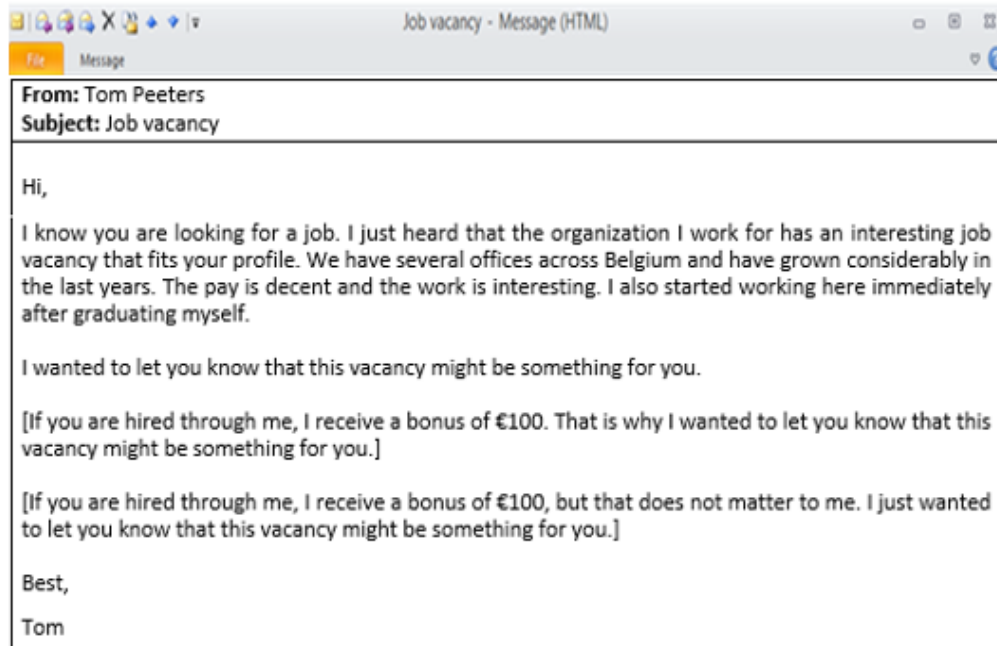 Job vacancy - Message (HTML)
File Message
From: Tom Peeters
Subject: Job vacancy
Hi,
I know you are looking for a job. I just heard that the organization I work for has an interesting job
vacancy that fits your profile. We have several offices across Belgium and have grown considerably in
the last years. The pay is decent and the work is interesting. I also started working here immediately
after graduating myself.
I wanted to let you know that this vacancy might be something for you.
[If you are hired through me, I receive a bonus of €100. That is why I wanted to let you know that this
vacancy might be something for you.]
[If you are hired through me, I receive a bonus of €100, but that does not matter to me. I just wanted
to let you know that this vacancy might be something for you.]
Best,
Tom